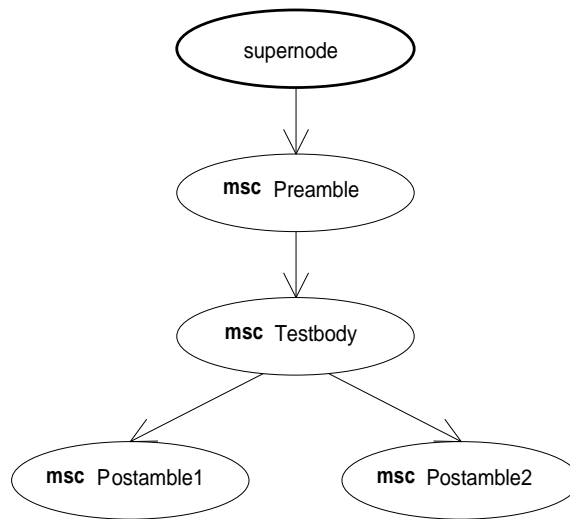 supernode
msc Preamble
msc Testbody
msc Postamble1
msc Postamble2